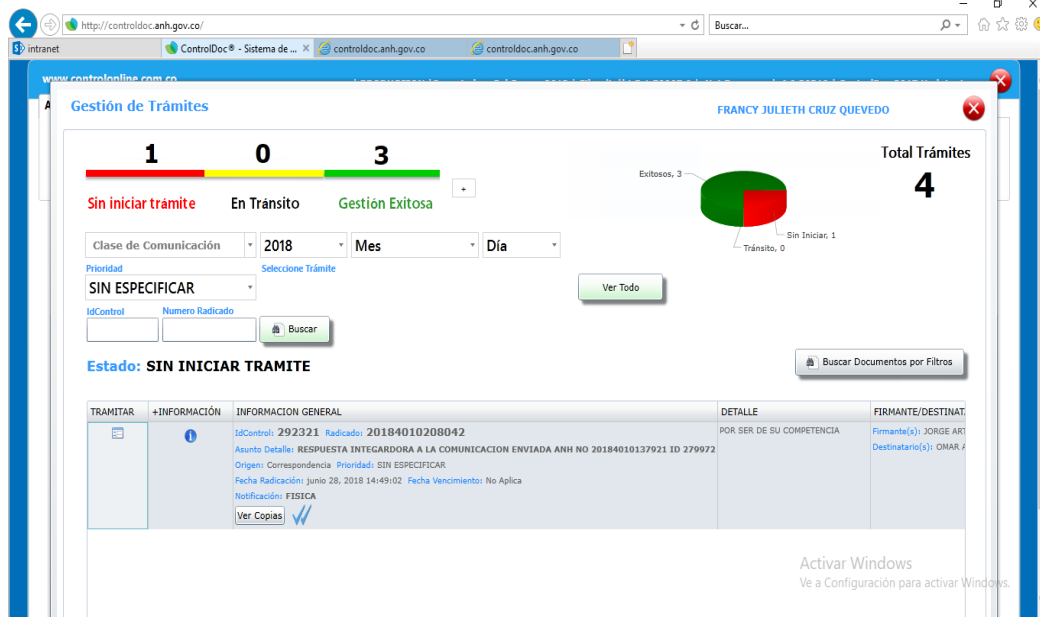 http://controldoc.anh.gov.co/
Buscar...
intranet
ControlDoc® - Sistema de ...
controldoc.anh.gov.co
controldoc.anh.gov.co
www.controlonline.com.co
Gestión de Trámites
FRANCY JULIETH CRUZ QUEVEDO
1 0 3
Sin iniciar trámite En Tránsito Gestión Exitosa
+
Exitosos, 3
Sin Iniciar, 1
Tránsito, 0
Total Trámites
4
Clase de Comunicación 2018 Mes Día
Prioridad Seleccione Trámite
SIN ESPECIFICAR
Ver Todo
IdControl Numero Radicado
Buscar
Estado: SIN INICIAR TRAMITE
Buscar Documentos por Filtros
TRAMITAR +INFORMACIÓN INFORMACION GENERAL DETALLE FIRMANTE/DESTINAT
IdControl: 292321 Radicado: 20184010208042
Asunto Detalle: RESPUESTA INTEGARDORA A LA COMUNICACION ENVIADA ANH NO 20184010137921 ID 279972
Origen: Correspondencia Prioridad: SIN ESPECIFICAR
Fecha Radicación: junio 28, 2018 14:49:02 Fecha Vencimiento: No Aplica
Notificación: FISICA
Ver Copias
POR SER DE SU COMPETENCIA
Firmante(s): JORGE ART
Destinatario(s): OMAR A
Activar Windows
Ve a Configuración para activar Windows.